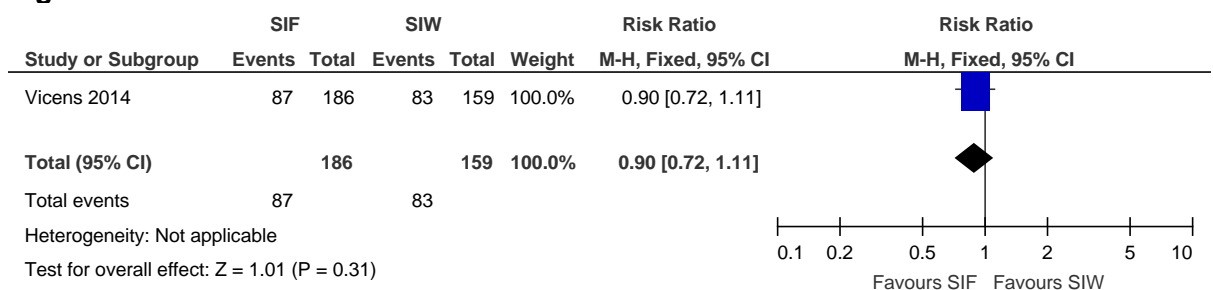 SIF SIW Risk Ratio Risk Ratio
Study or Subgroup Events Total Events Total Weight M-H, Fixed, 95% CI M-H, Fixed, 95% CI
Vicens 2014 87 186 83 159 100.0% 0.90 [0.72, 1.11]
Total (95% CI) 186 159 100.0% 0.90 [0.72, 1.11]
Total events 87 83
Heterogeneity: Not applicable
Test for overall effect: Z = 1.01 (P = 0.31)
0.1 0.2 0.5 1 2 5 10
Favours SIF Favours SIW